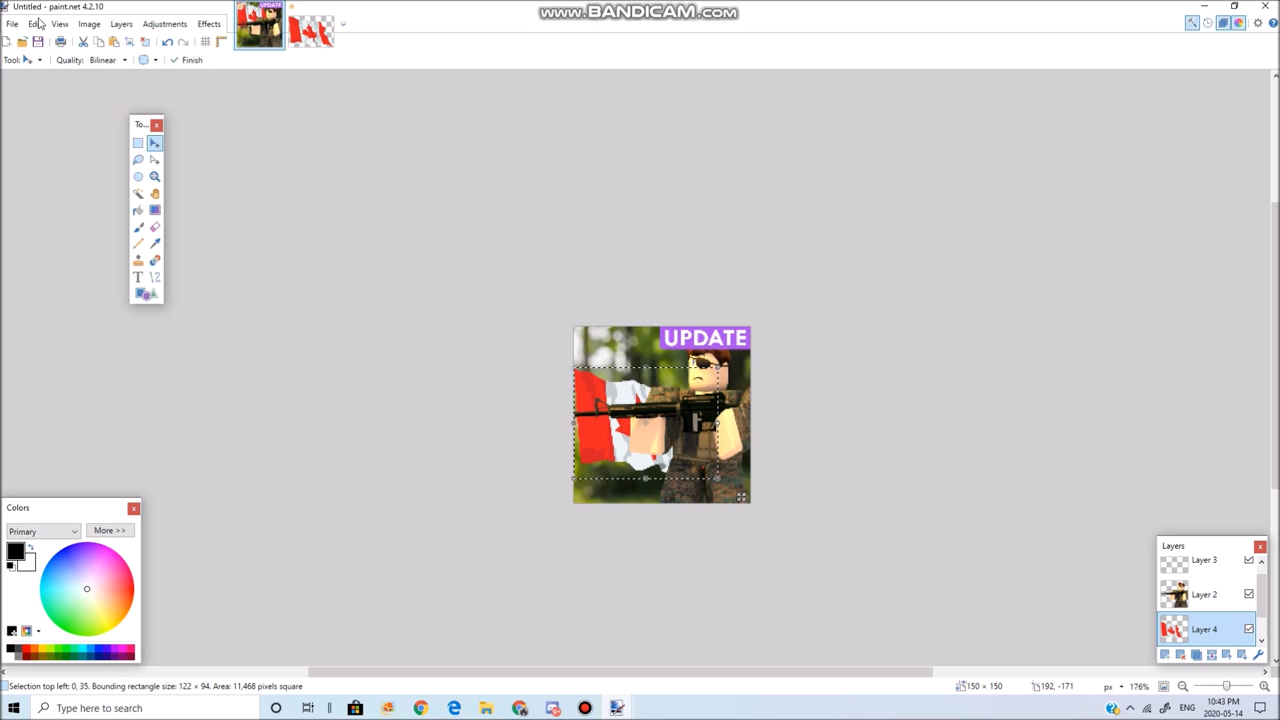 Untitled - paint.net 4.2.10
www.BANDICAM.com
File Edit View Image Layers Adjustments Effects
Tool: Quality: Bilinear Finish
To...
UPDATE
Colors
Primary More >>
Layers
Layer 3
Layer 2
Layer 4
Selection top left: 0, 35. Bounding rectangle size: 122 × 94. Area: 11,468 pixels square
150 × 150
192, -171
px
176%
Type here to search
10:43 PM
2020-05-14